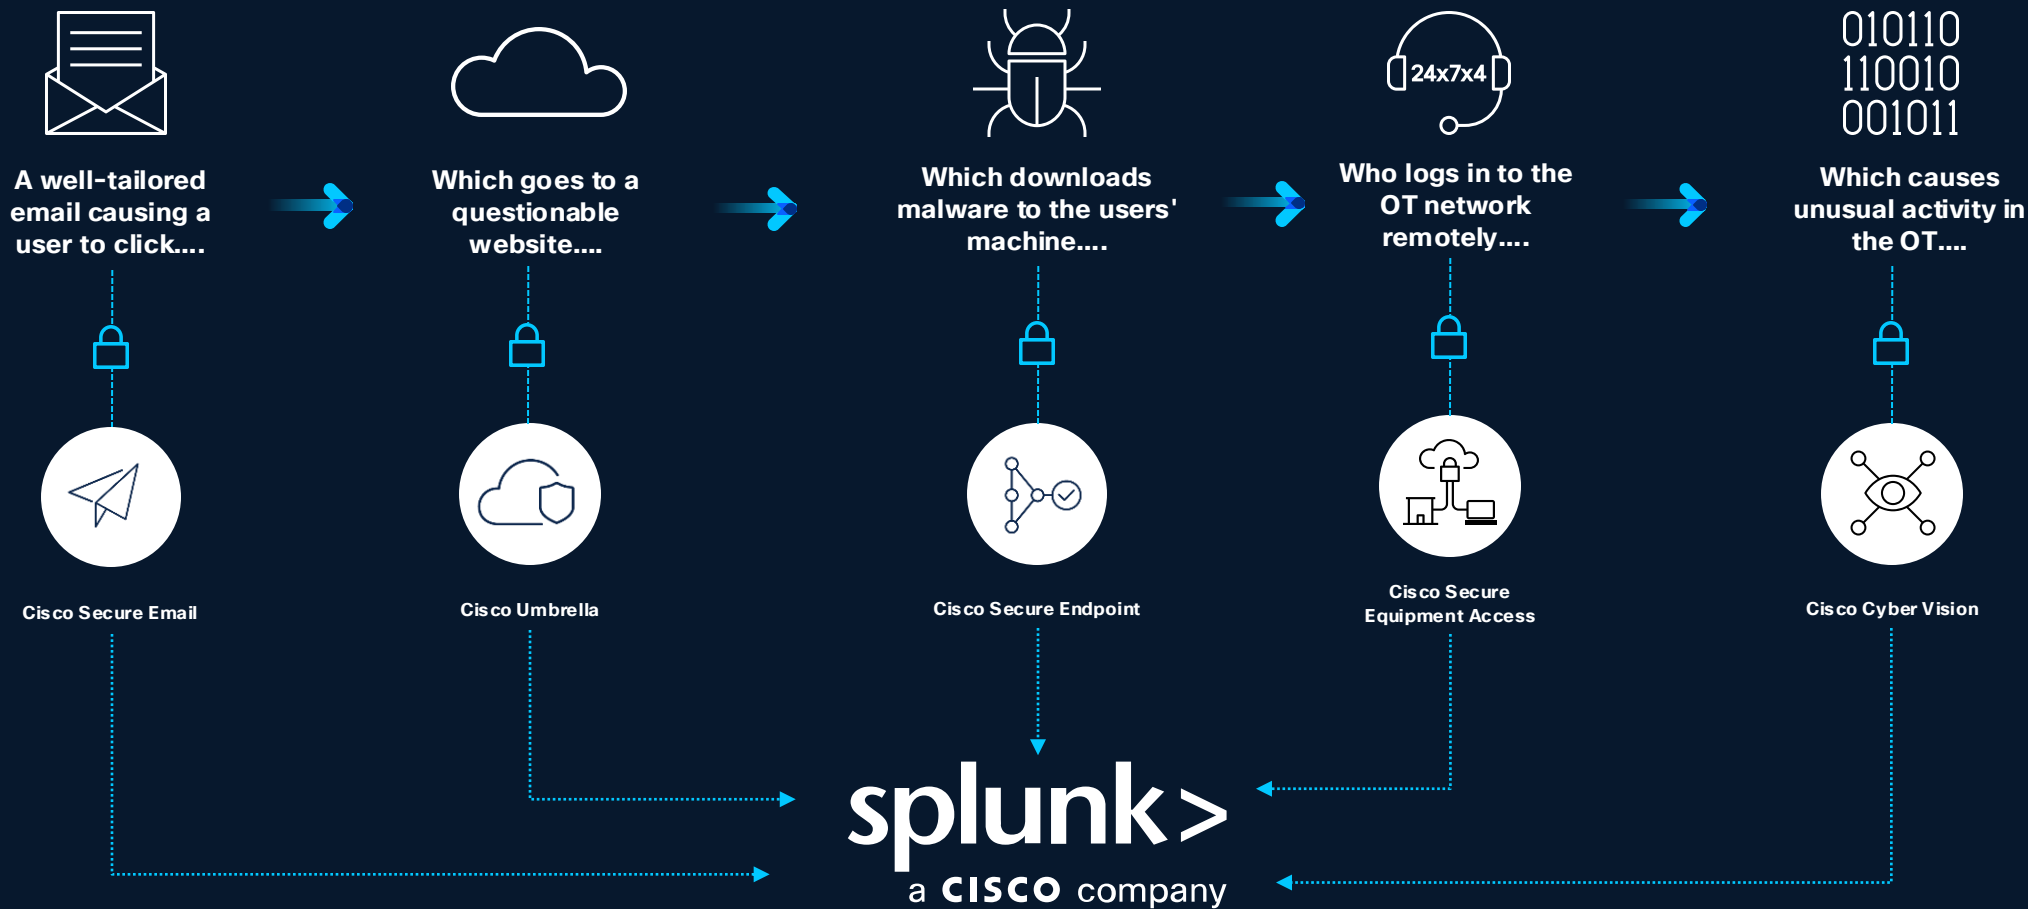 24x7x4
010110
110010
001011
A well-tailored
email causing a
user to click....
Which goes to a
questionable
website....
Which downloads
malware to the users'
machine....
Who logs in to the
OT network
remotely....
Which causes
unusual activity in
the OT....
Cisco Secure Email
Cisco Umbrella
Cisco Secure Endpoint
Cisco Secure
Equipment Access
Cisco Cyber Vision
splunk>
a CISCO company